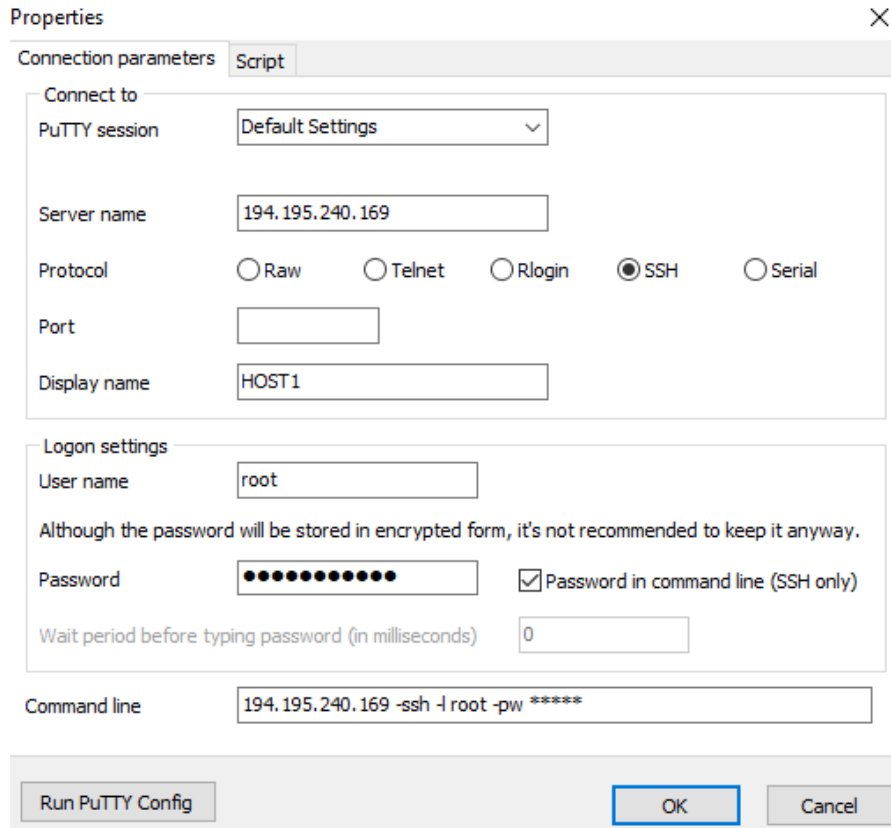 Properties
Connection parameters Script
Connect to
PuTTY session Default Settings
Server name 194.195.240.169
Protocol Raw Telnet Rlogin SSH Serial
Port
Display name HOST1
Logon settings
User name root
Although the password will be stored in encrypted form, it's not recommended to keep it anyway.
Password ●●●●●●●●●●● Password in command line (SSH only)
Wait period before typing password (in milliseconds) 0
Command line 194.195.240.169 -ssh -l root -pw *****
Run PuTTY Config OK Cancel